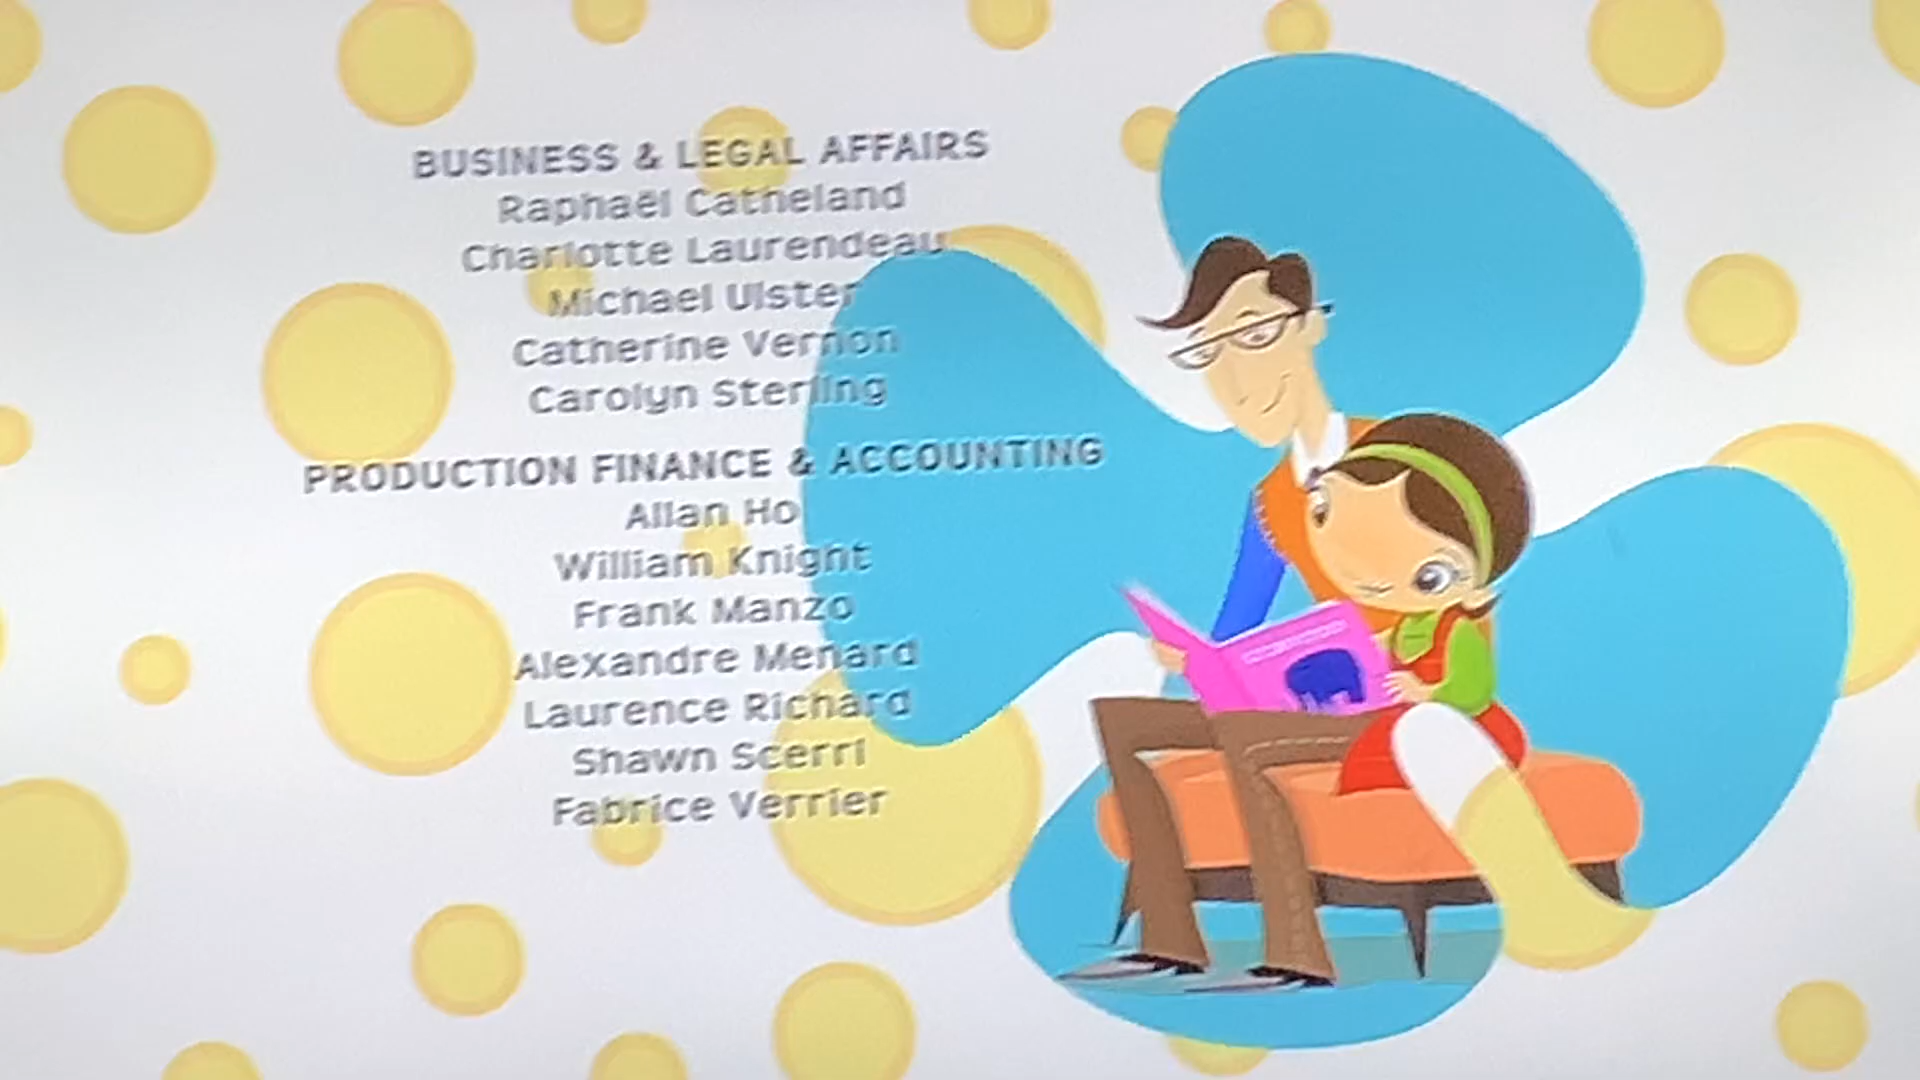 BUSINESS & LEGAL AFFAIRS
Raphaël Catheland
Charlotte Laurendeau
Michael Ulster
Catherine Vernon
Carolyn Sterling
PRODUCTION FINANCE & ACCOUNTING
Allan Ho
William Knight
Frank Manzo
Alexandre Menard
Laurence Richard
Shawn Scerri
Fabrice Verrier